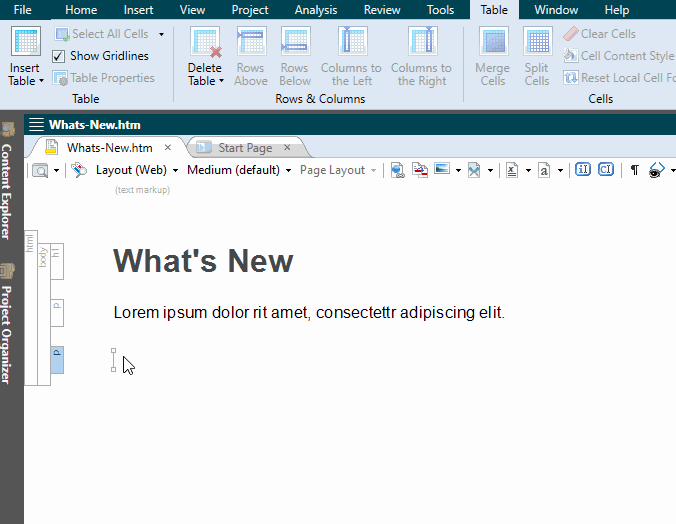 File Home Insert View Project Analysis Review Tools Table Window Help
Insert Table
Select All Cells
Show Gridlines
Table Properties
Table
Delete Table
Rows Above
Rows Below
Columns to the Left
Columns to the Right
Rows & Columns
Merge Cells
Split Cells
Clear Cells
Cell Content Style
Reset Local Cell Fo
Cells
Whats-New.htm
Whats-New.htm Start Page
Layout (Web) Medium (default) Page Layout
(text markup)
Content Explorer
Project Organizer
html
body
h1
p
p
What's New
Lorem ipsum dolor rit amet, consectettr adipiscing elit.